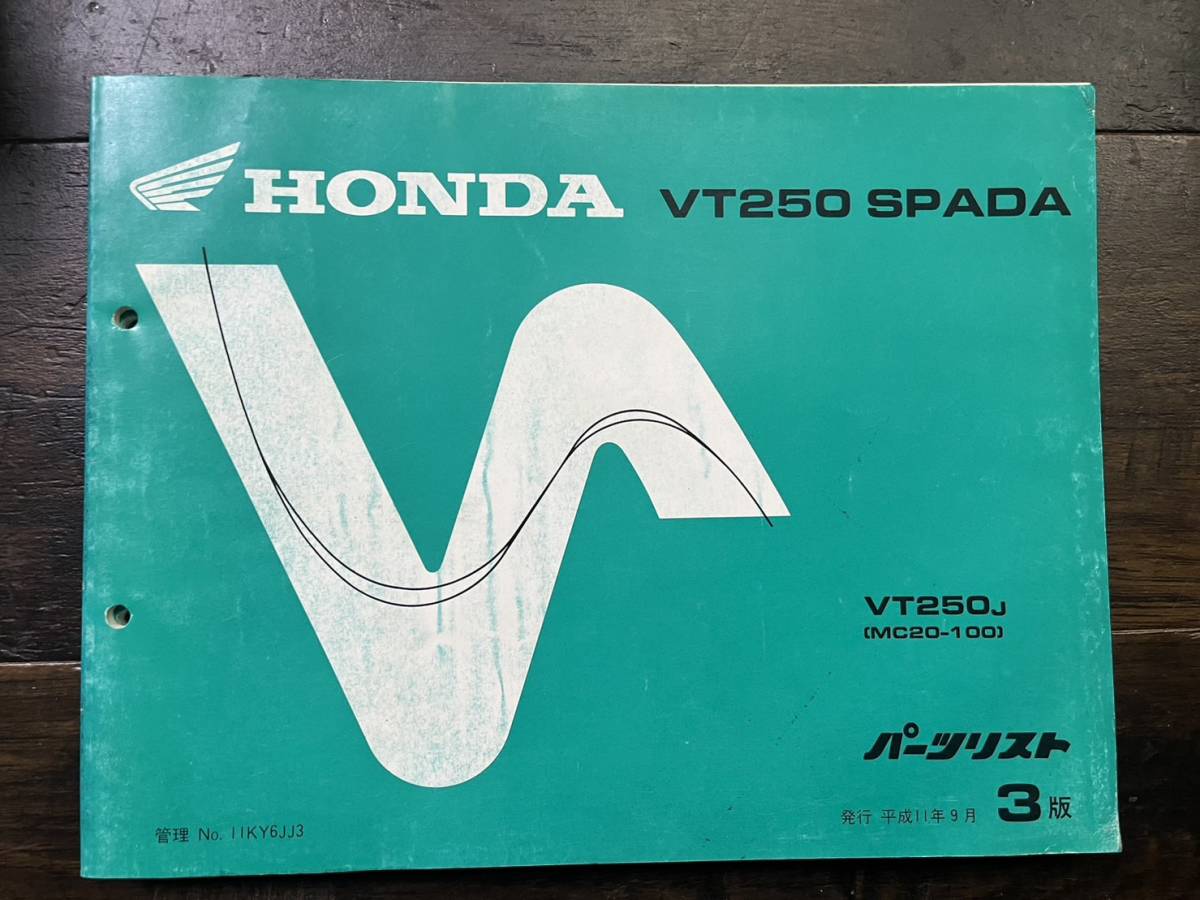 HONDA VT250 SPADA
VT250J
(MC20-100)
パーツリスト
3版
発行 平成11年9月
管理 No. 11KY6JJ3